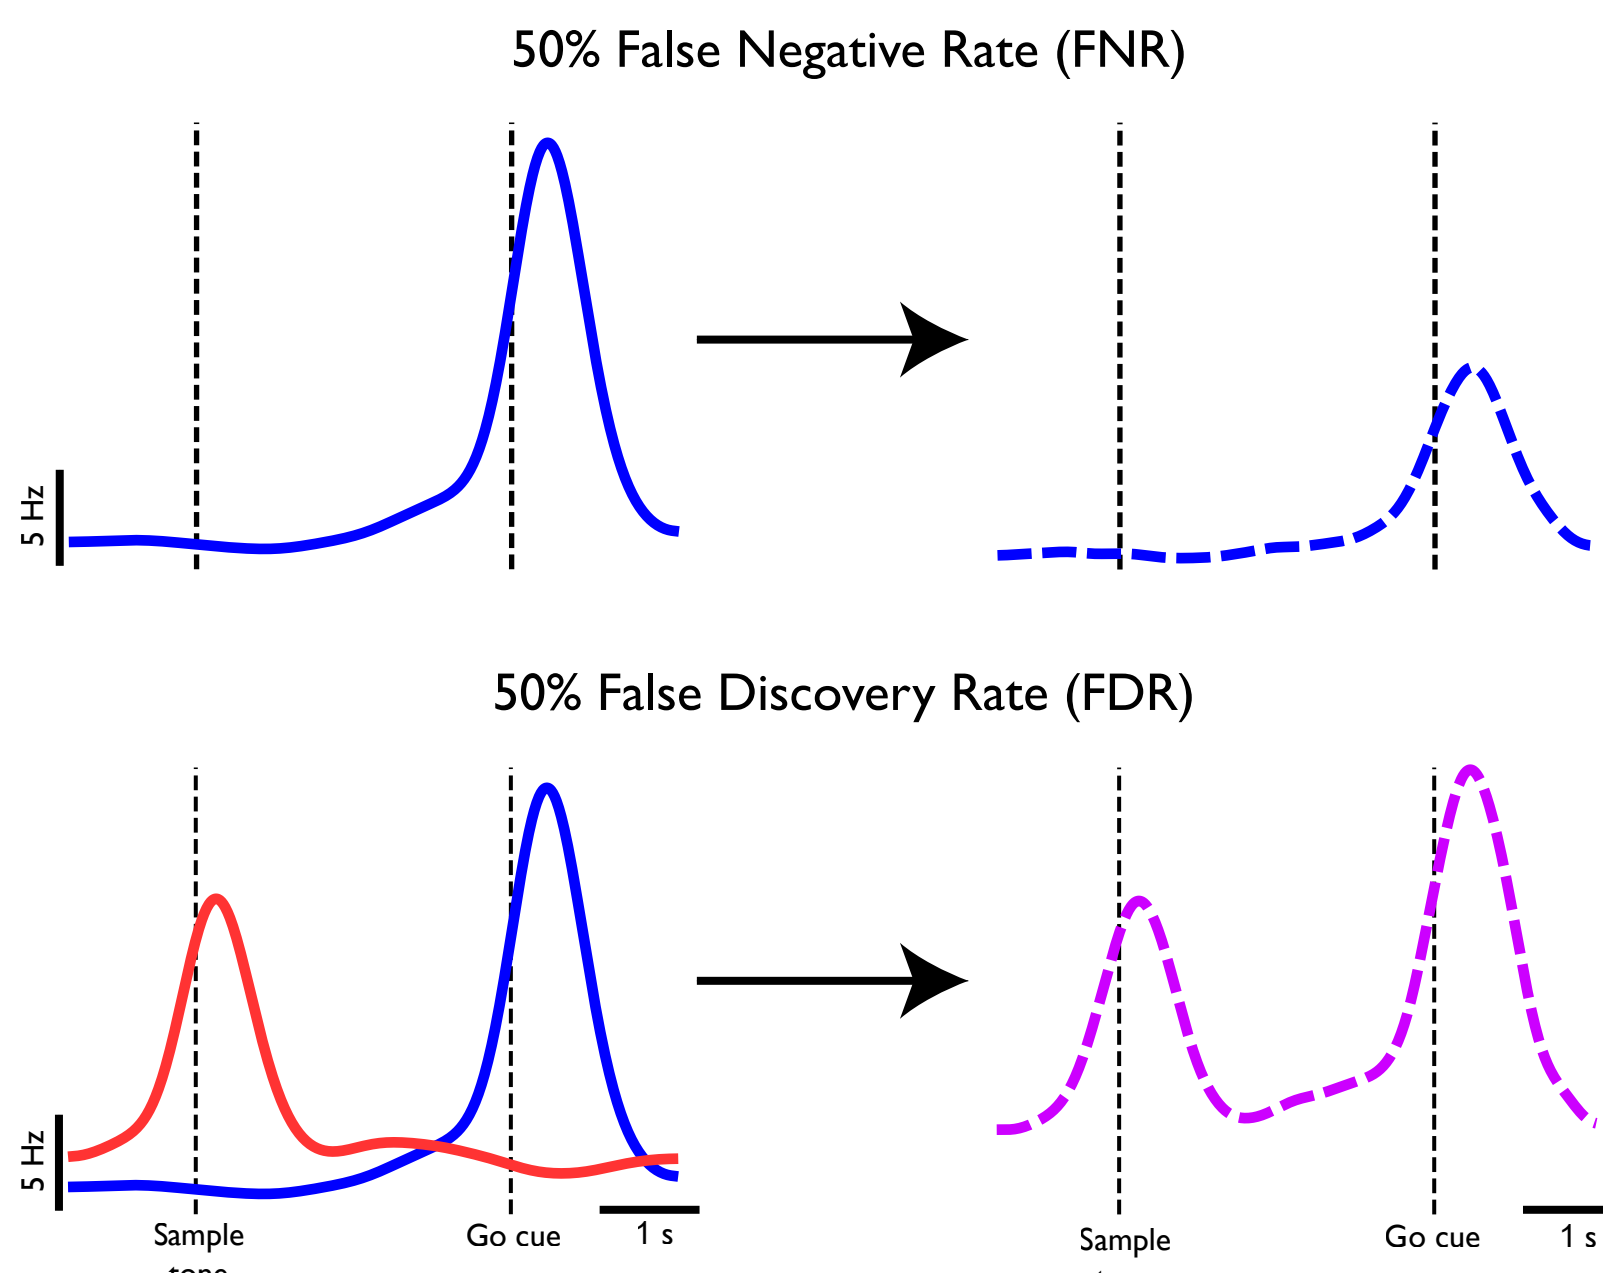 50% False Negative Rate (FNR)
5 Hz
50% False Discovery Rate (FDR)
5 Hz
Sample
tone
Go cue
1 s
Sample
Go cue
1 s